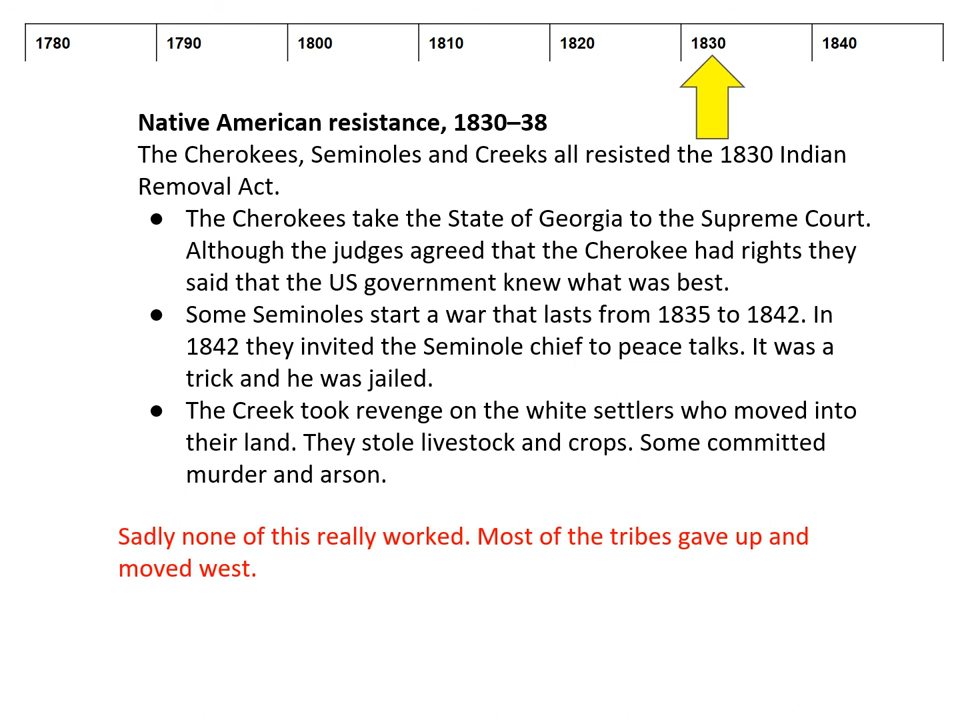 1780 1790 1800 1810 1820 1830 1840
Native American resistance, 1830–38
The Cherokees, Seminoles and Creeks all resisted the 1830 Indian
Removal Act.
● The Cherokees take the State of Georgia to the Supreme Court.
Although the judges agreed that the Cherokee had rights they
said that the US government knew what was best.
● Some Seminoles start a war that lasts from 1835 to 1842. In
1842 they invited the Seminole chief to peace talks. It was a
trick and he was jailed.
● The Creek took revenge on the white settlers who moved into
their land. They stole livestock and crops. Some committed
murder and arson.
Sadly none of this really worked. Most of the tribes gave up and
moved west.